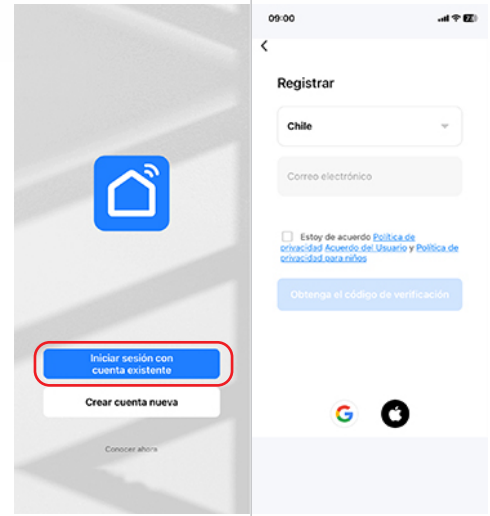 Iniciar sesión con
cuenta existente
Crear cuenta nueva
Conocer ahora
09:00
Registrar
Chile
Correo electrónico
Estoy de acuerdo Política de
privacidad Acuerdo del Usuario y Política de
privacidad para niños
Obtenga el código de verificación